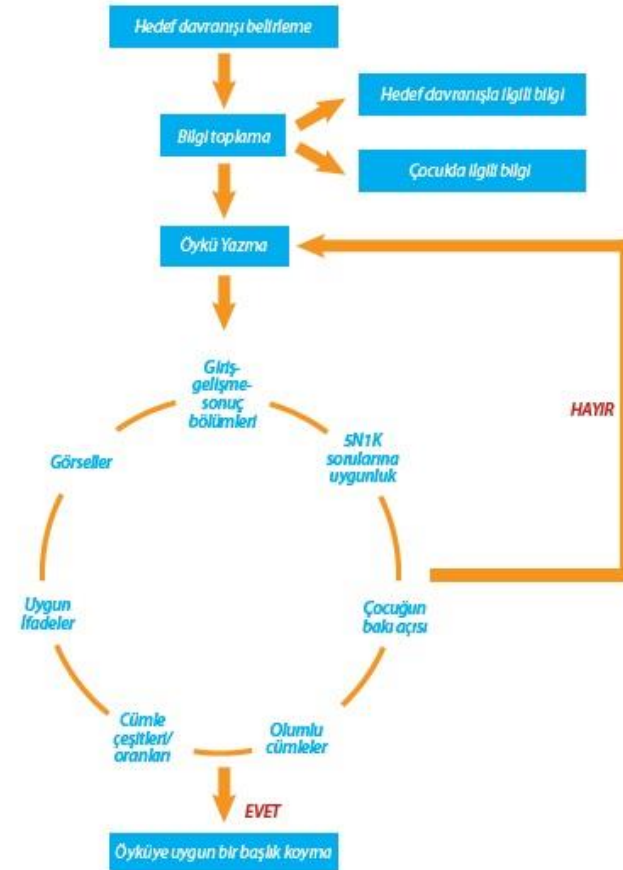 Hedef davranışı belirleme
Hedef davranışla ilgili bilgi
Bilgi toplama
Çocukla ilgili bilgi
Öykü Yazma
Giriş-
gelişme-
sonuç
bölümleri
HAYIR
5N1K
sorularına
uygunluk
Görseller
Uygun
İfadeler
Çocuğun
bakı açısı
Cümle
çeşitleri/
oranları
Olumlu
cümleler
EVET
Öyküye uygun bir başlık koyma